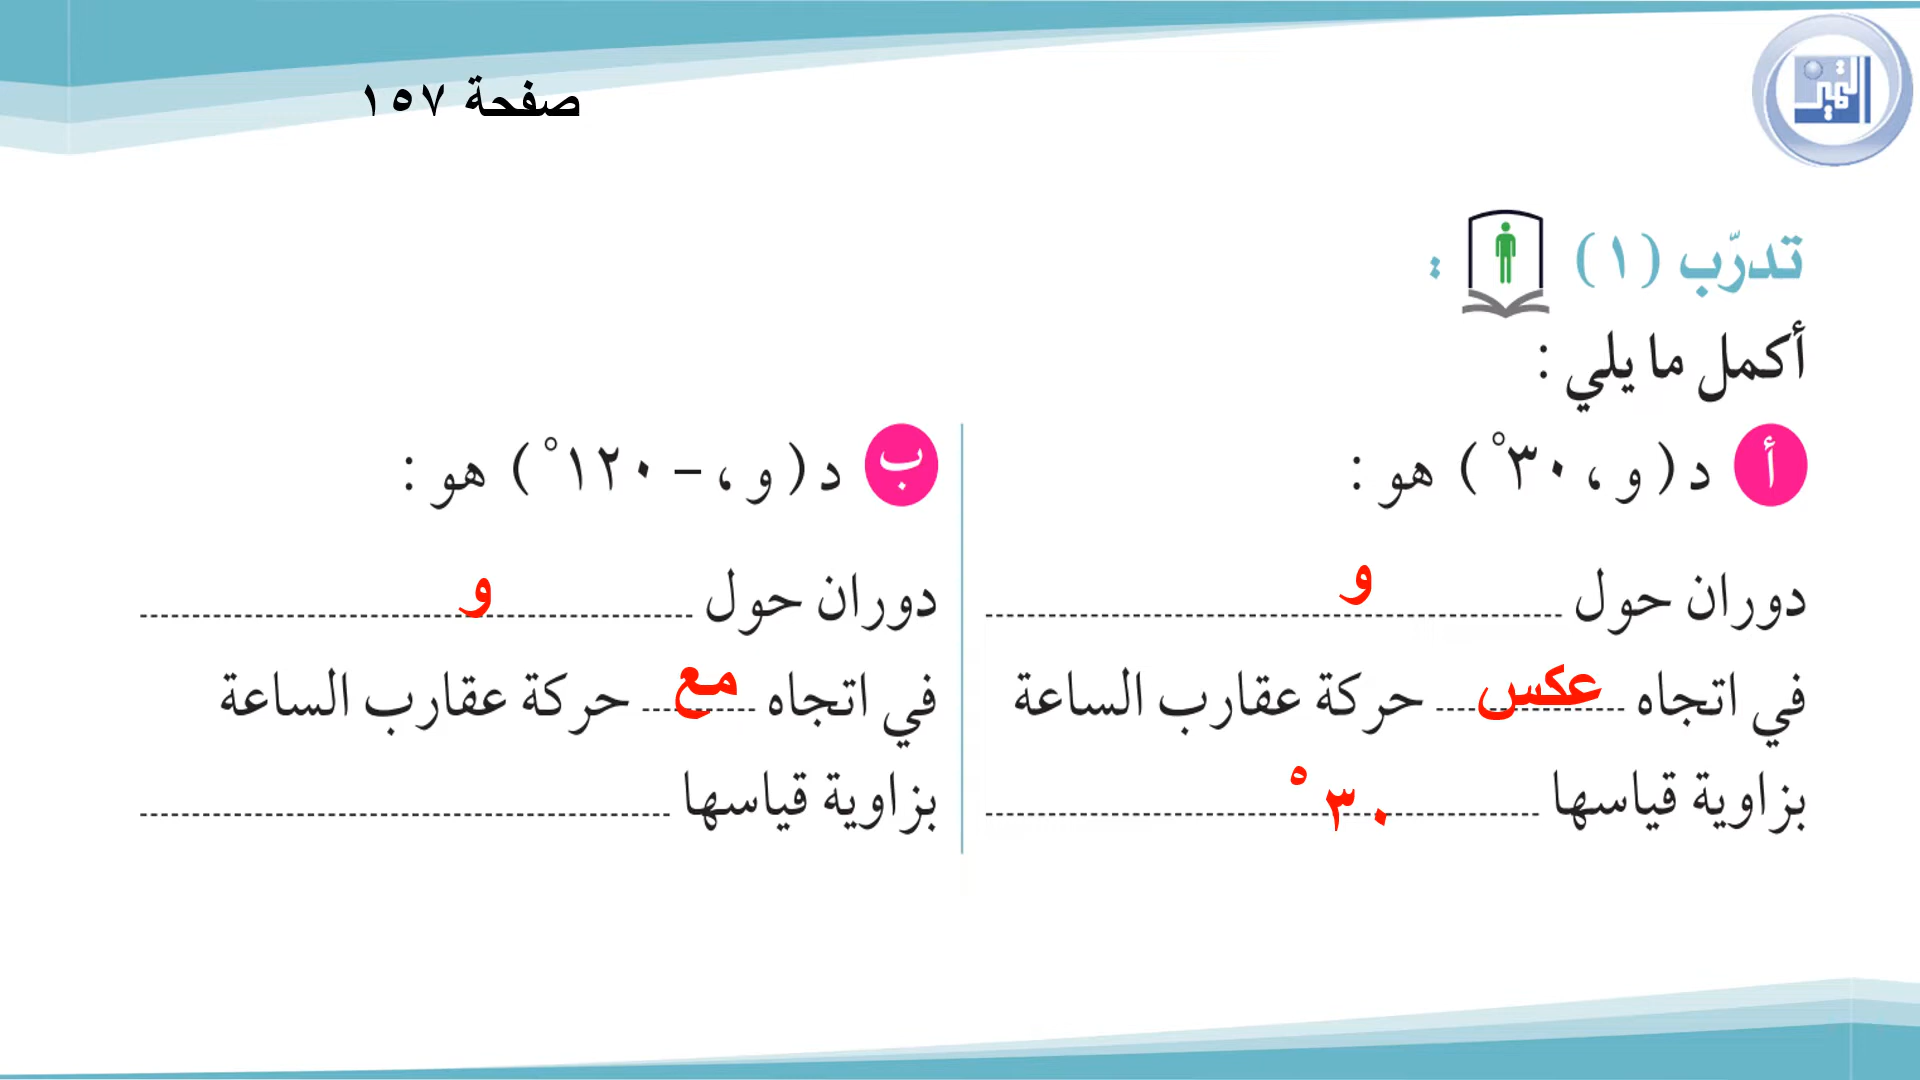 صفحة ١٥٧
التميز
تدرّب (١) :
أكمل ما يلي :
أ د ( و ، ٣٠° ) هو :
دوران حول و
في اتجاه عكس حركة عقارب الساعة
بزاوية قياسها ٣٠°
ب د ( و ، - ١٢٠° ) هو :
دوران حول و
في اتجاه مع حركة عقارب الساعة
بزاوية قياسها